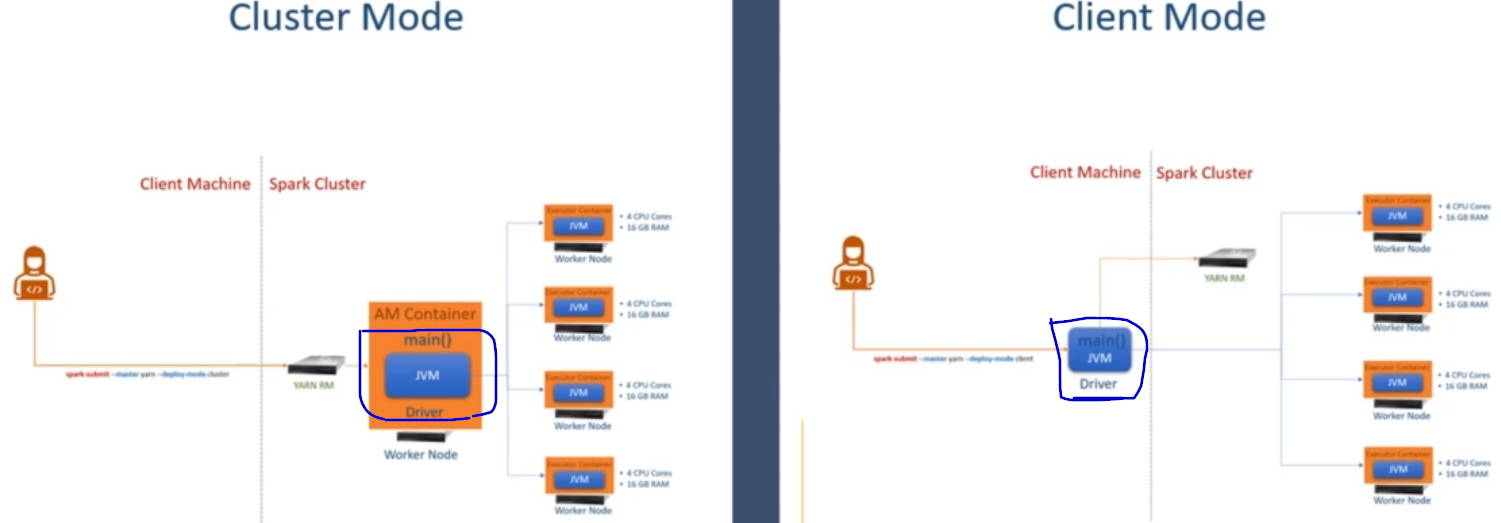 Cluster Mode
Client Machine
Spark Cluster
Executor Container
JVM
• 4 CPU Cores
• 16 GB RAM
Worker Node
Executor Container
JVM
• 4 CPU Cores
• 16 GB RAM
Worker Node
AM Container
main()
JVM
Driver
Worker Node
spark-submit --master yarn --deploy-mode cluster
YARN RM
Executor Container
JVM
• 4 CPU Cores
• 16 GB RAM
Worker Node
Executor Container
JVM
• 4 CPU Cores
• 16 GB RAM
Worker Node
Client Mode
Client Machine
Spark Cluster
Executor Container
JVM
• 4 CPU Cores
• 16 GB RAM
Worker Node
YARN RM
Executor Container
JVM
• 4 CPU Cores
• 16 GB RAM
Worker Node
spark-submit --master yarn --deploy-mode client
main()
JVM
Driver
Executor Container
JVM
• 4 CPU Cores
• 16 GB RAM
Worker Node
Executor Container
JVM
• 4 CPU Cores
• 16 GB RAM
Worker Node